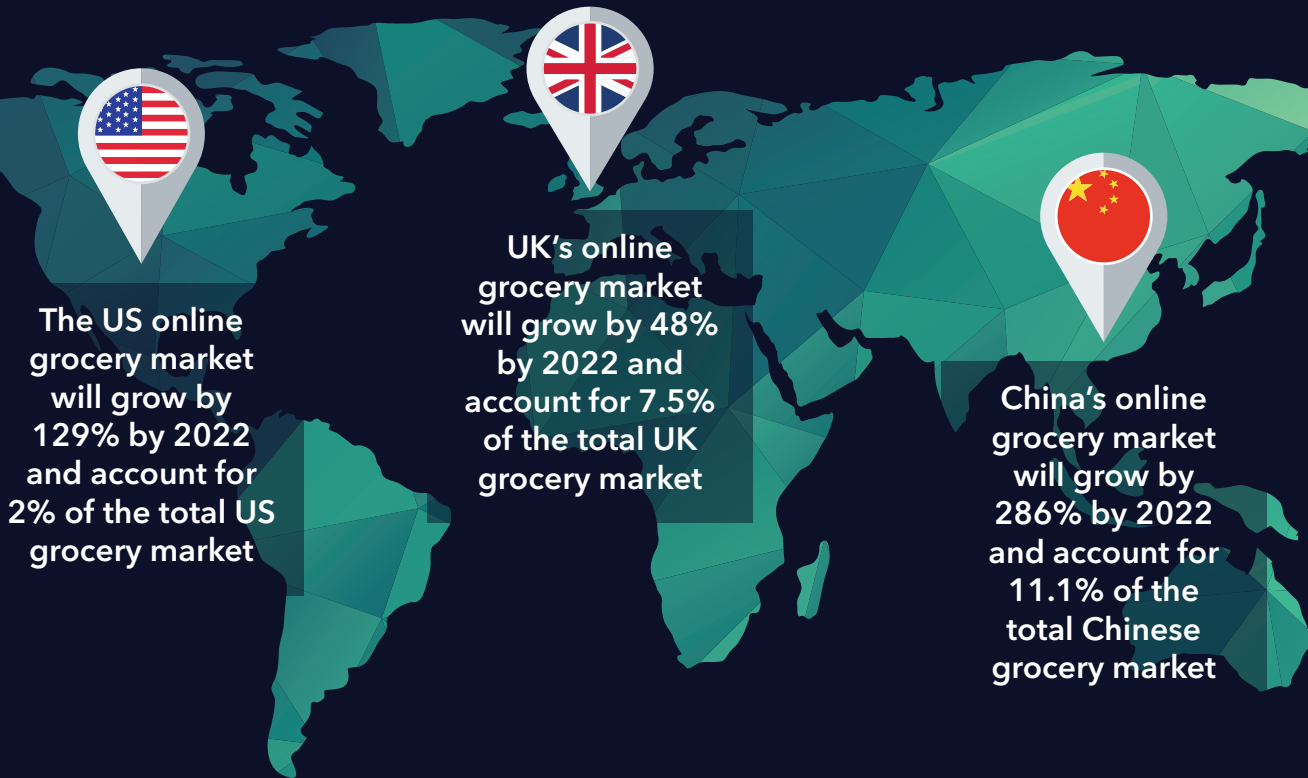 The US online
grocery market
will grow by
129% by 2022
and account for
2% of the total US
grocery market
UK’s online
grocery market
will grow by 48%
by 2022 and
account for 7.5%
of the total UK
grocery market
China’s online
grocery market
will grow by
286% by 2022
and account for
11.1% of the
total Chinese
grocery market